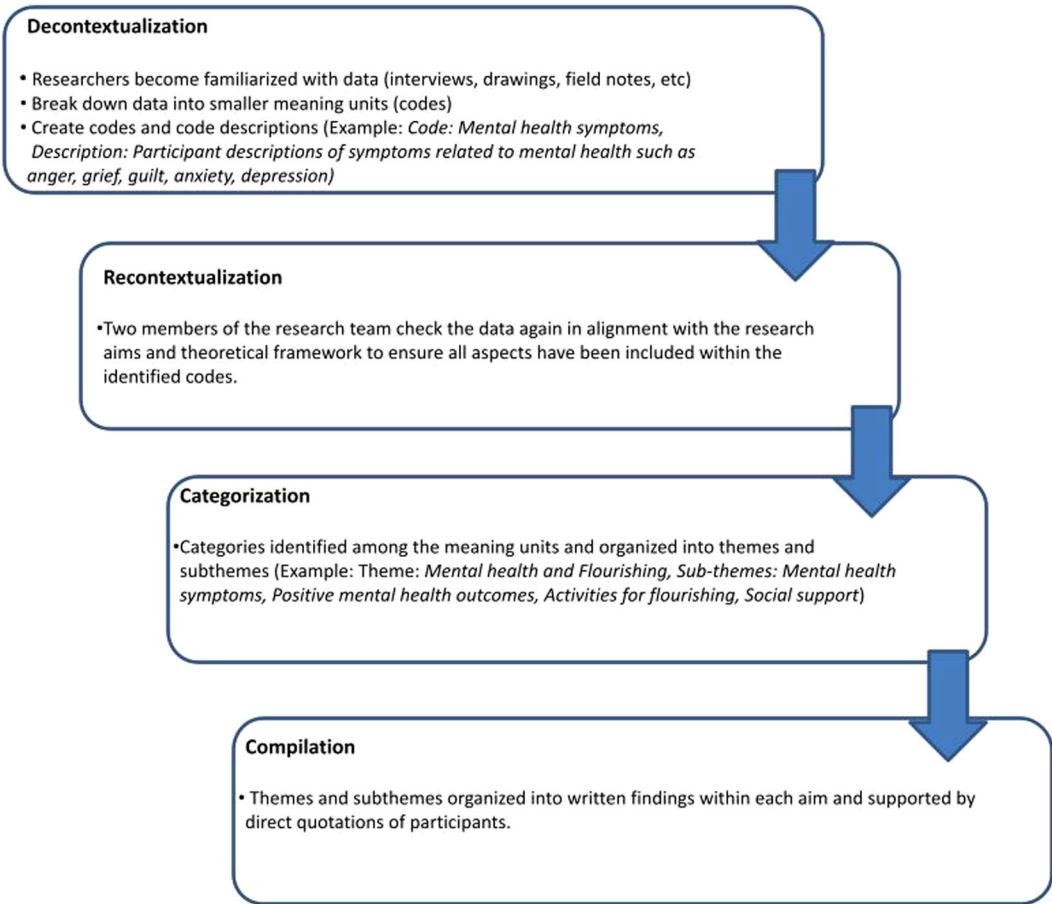 Decontextualization
• Researchers become familiarized with data (interviews, drawings, field notes, etc)
• Break down data into smaller meaning units (codes)
• Create codes and code descriptions (Example: Code: Mental health symptoms,
Description: Participant descriptions of symptoms related to mental health such as
anger, grief, guilt, anxiety, depression)
Recontextualization
•Two members of the research team check the data again in alignment with the research
aims and theoretical framework to ensure all aspects have been included within the
identified codes.
Categorization
•Categories identified among the meaning units and organized into themes and
subthemes (Example: Theme: Mental health and Flourishing, Sub-themes: Mental health
symptoms, Positive mental health outcomes, Activities for flourishing, Social support)
Compilation
• Themes and subthemes organized into written findings within each aim and supported by
direct quotations of participants.